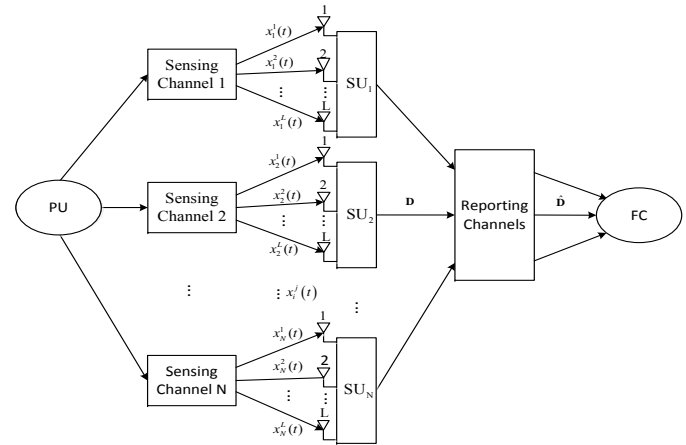 1
x_1^1(t)
Sensing
Channel 1
x_1^2(t)
2
SU_1
⋮
⋮
L
x_1^L(t)
1
x_2^1(t)
PU
Sensing
Channel 2
x_2^2(t)
2
SU_2
D
Reporting
Channels
D̂
FC
⋮
⋮
L
x_2^L(t)
⋮
⋮ x_i^j(t)
⋮
1
x_N^1(t)
Sensing
Channel N
x_N^2(t)
2
SU_N
⋮
⋮
L
x_N^L(t)